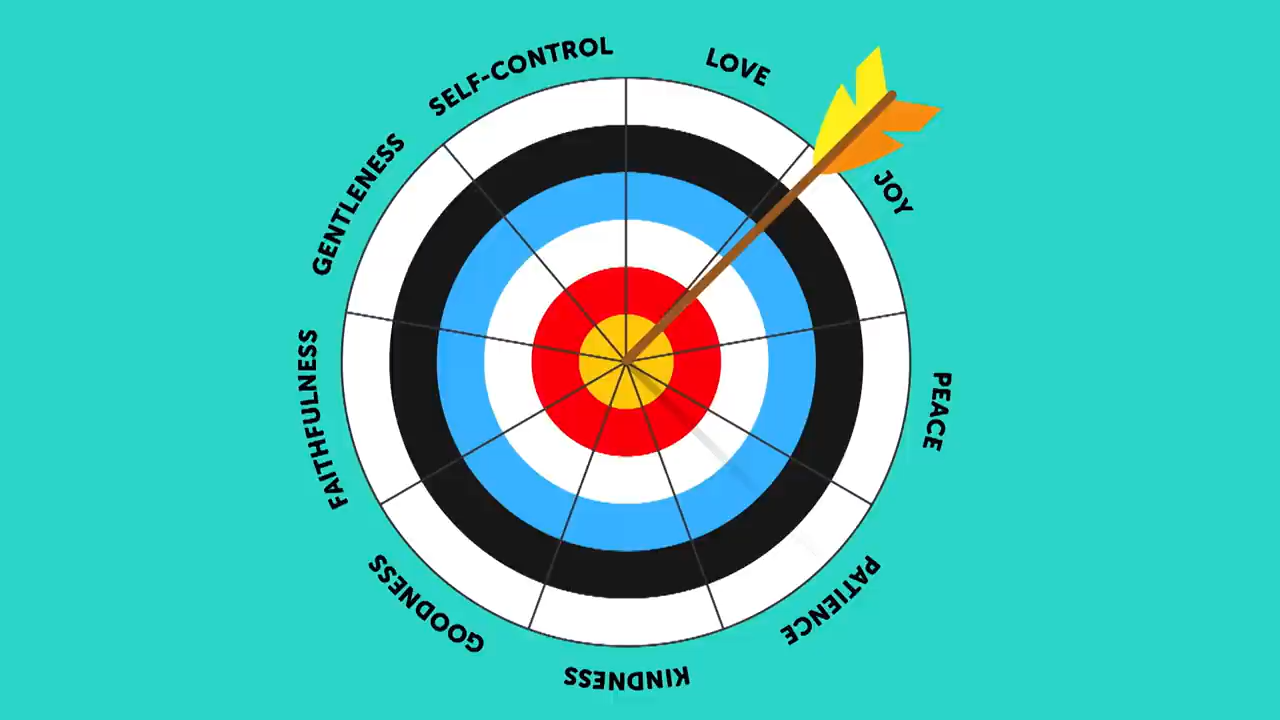 LOVE
JOY
PEACE
PATIENCE
KINDNESS
GOODNESS
FAITHFULNESS
GENTLENESS
SELF-CONTROL